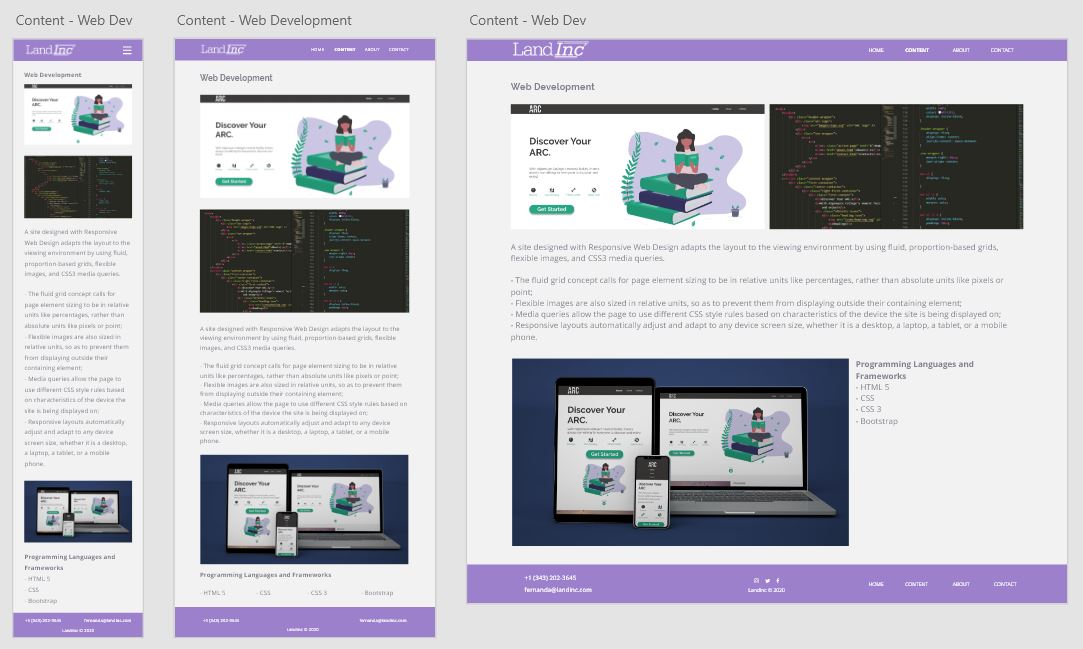 Content - Web Dev
LandInc
Web Development
ARC
Discover Your
ARC.
Get Started
A site designed with Responsive
Web Design adapts the layout to the
viewing environment by using fluid,
proportion-based grids, flexible
images, and CSS3 media queries.
- The fluid grid concept calls for
page element sizing to be in relative
units like percentages, rather than
absolute units like pixels or point;
- Flexible images are also sized in
relative units, so as to prevent them
from displaying outside their
containing element;
- Media queries allow the page to
use different CSS style rules based
on characteristics of the device the
site is being displayed on;
- Responsive layouts automatically
adjust and adapt to any device
screen size, whether it is a desktop,
a laptop, a tablet, or a mobile
phone.
Discover Your
ARC.
Programming Languages and
Frameworks
- HTML 5
- CSS
- Bootstrap
+1 (343) 202-3645 fernanda@landinc.com
LandInc © 2020
Content - Web Development
LandInc
HOME CONTENT ABOUT CONTACT
Web Development
ARC
Discover Your
ARC.
Get Started
A site designed with Responsive Web Design adapts the layout to the
viewing environment by using fluid, proportion-based grids, flexible
images, and CSS3 media queries.
- The fluid grid concept calls for page element sizing to be in relative
units like percentages, rather than absolute units like pixels or point;
- Flexible images are also sized in relative units, so as to prevent them
from displaying outside their containing element;
- Media queries allow the page to use different CSS style rules based on
characteristics of the device the site is being displayed on;
- Responsive layouts automatically adjust and adapt to any device
screen size, whether it is a desktop, a laptop, a tablet, or a mobile
phone.
ARC
Discover Your
ARC.
Get Started
Discover Your
ARC.
Programming Languages and Frameworks
- HTML 5 - CSS - CSS 3 - Bootstrap
+1 (343) 202-3645 fernanda@landinc.com
LandInc © 2020
Content - Web Dev
LandInc
HOME CONTENT ABOUT CONTACT
Web Development
ARC
Discover Your
ARC.
Get Started
A site designed with Responsive Web Design adapts the layout to the viewing environment by using fluid, proportion-based grids,
flexible images, and CSS3 media queries.
- The fluid grid concept calls for page element sizing to be in relative units like percentages, rather than absolute units like pixels or
point;
- Flexible images are also sized in relative units, so as to prevent them from displaying outside their containing element;
- Media queries allow the page to use different CSS style rules based on characteristics of the device the site is being displayed on;
- Responsive layouts automatically adjust and adapt to any device screen size, whether it is a desktop, a laptop, a tablet, or a mobile
phone.
ARC
Discover Your
ARC.
Get Started
Discover Your
ARC.
Get Started
ARC
Discover Your
ARC.
Get Started
Programming Languages and
Frameworks
- HTML 5
- CSS
- CSS 3
- Bootstrap
+1 (343) 202-3645
fernanda@landinc.com
LandInc © 2020
HOME CONTENT ABOUT CONTACT